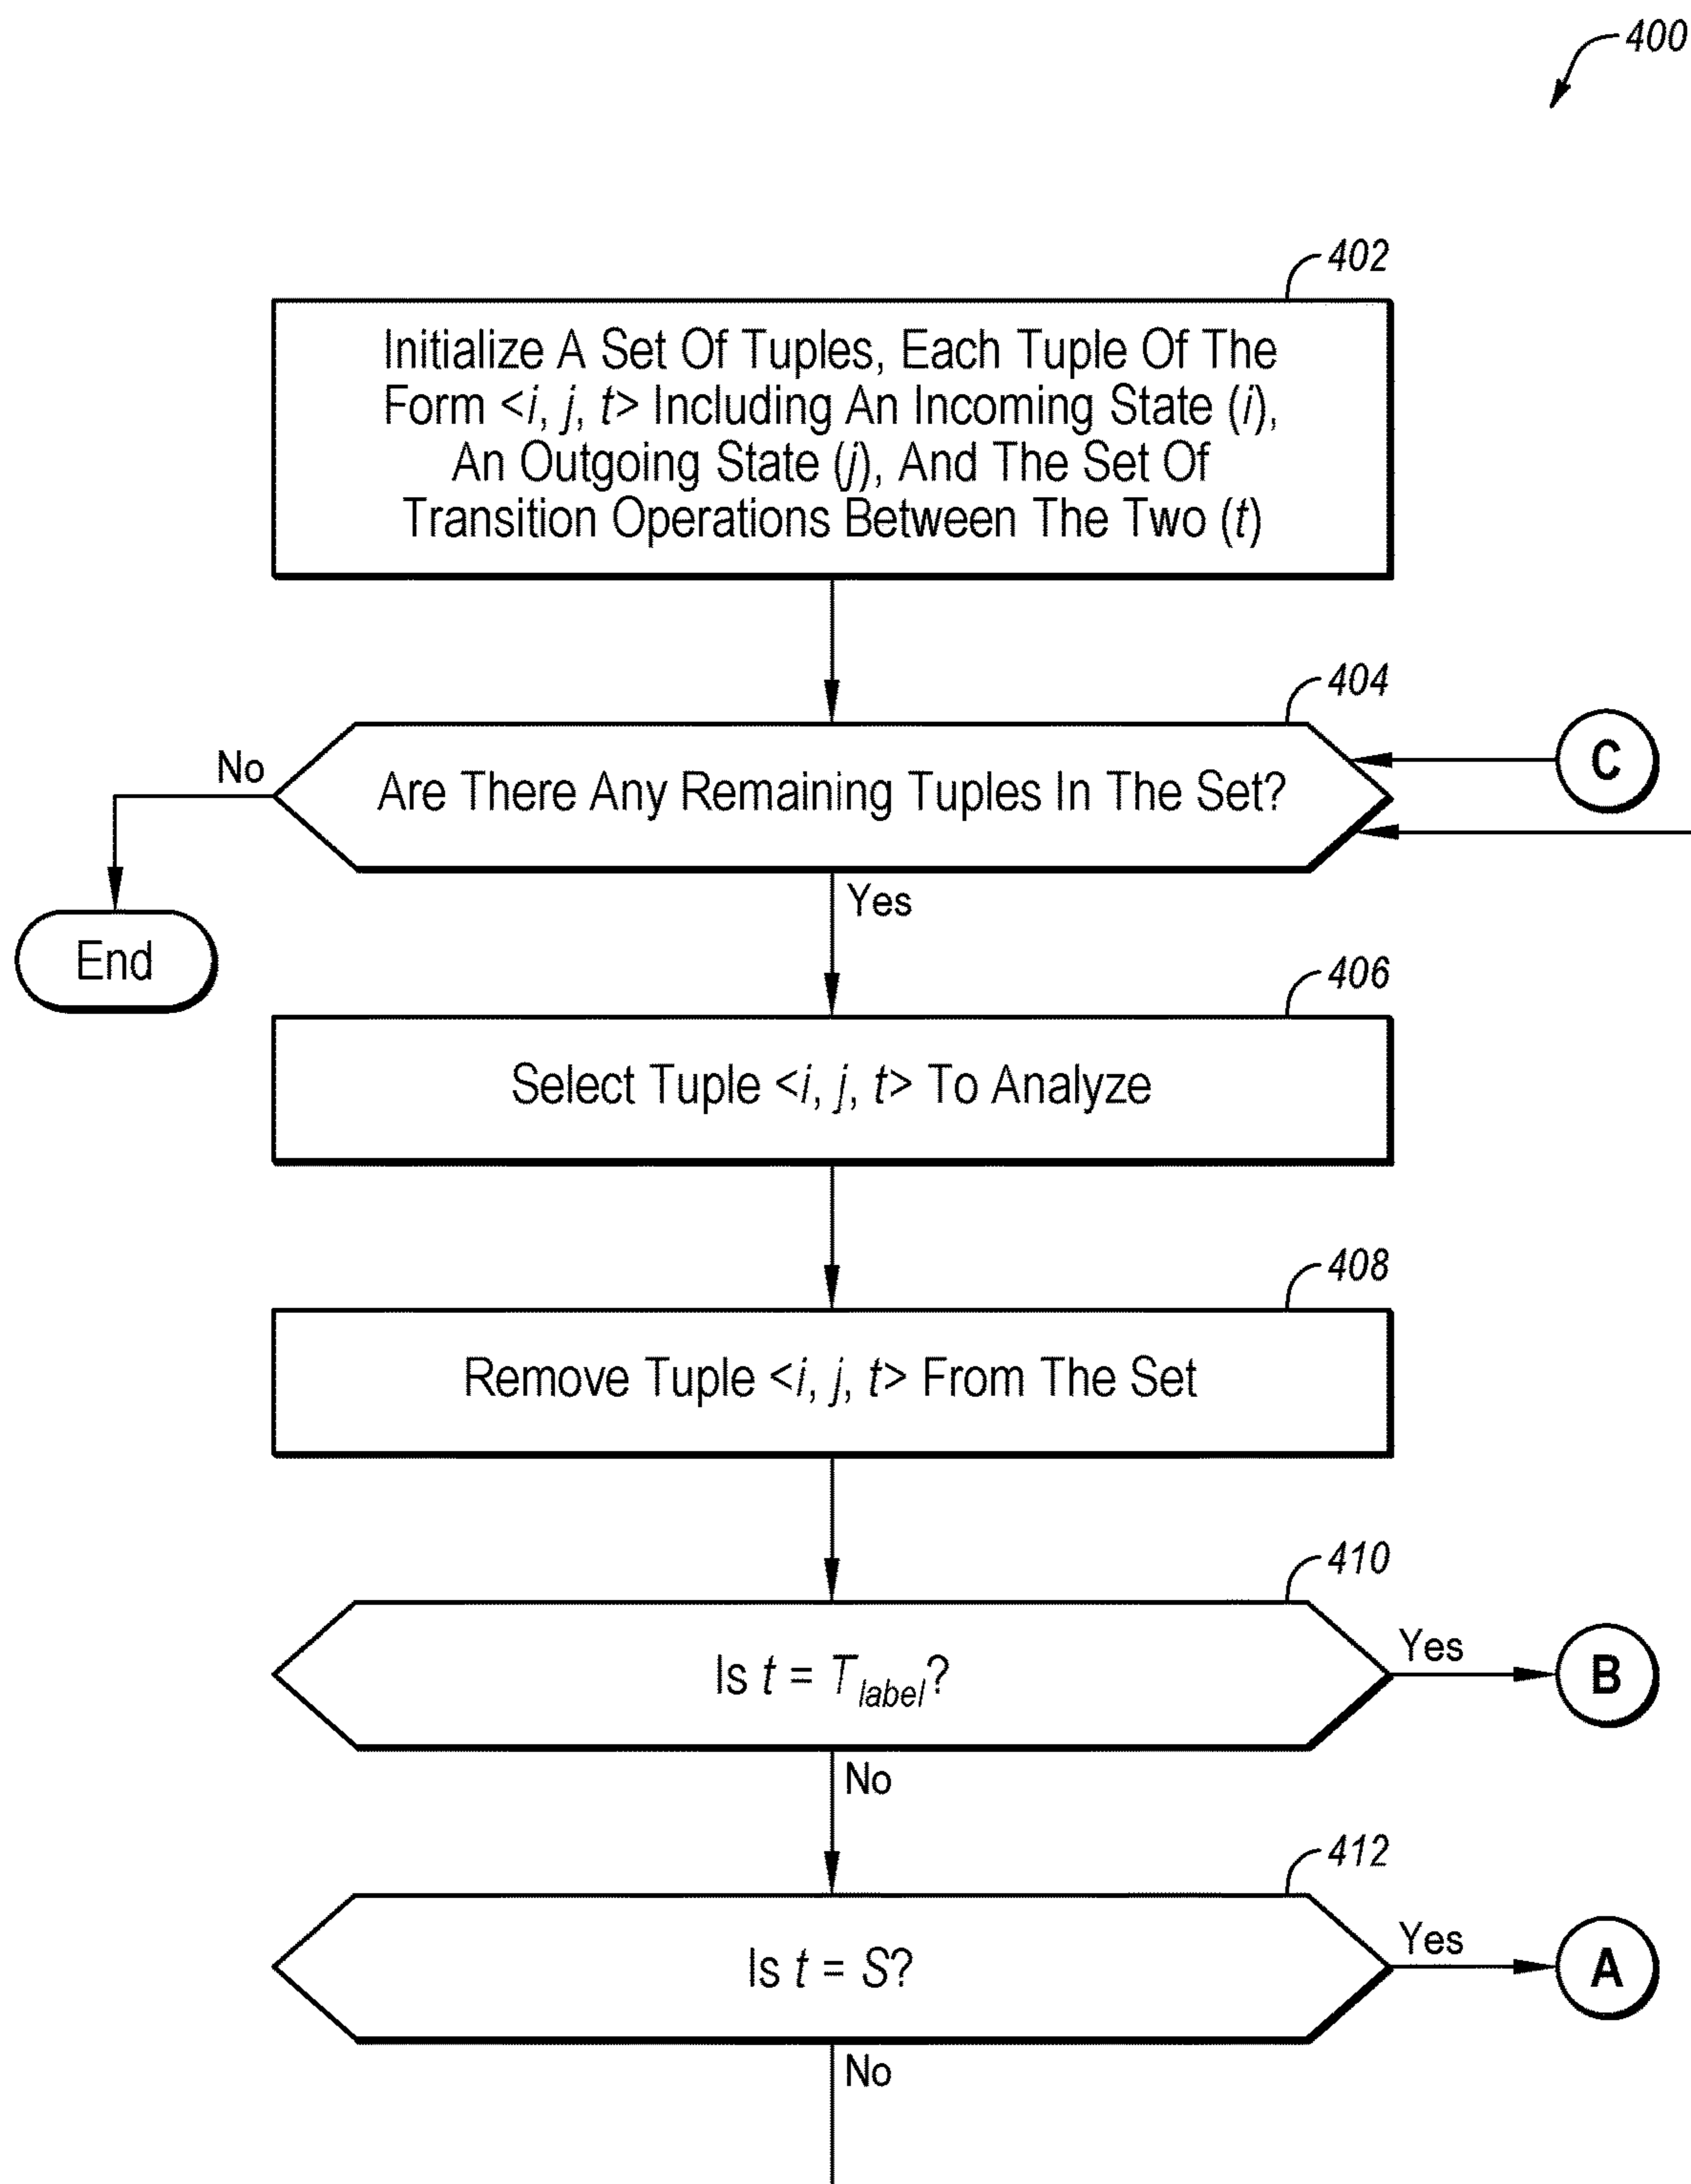 400
402
Initialize A Set Of Tuples, Each Tuple Of The
Form <i, j, t> Including An Incoming State (i),
An Outgoing State (j), And The Set Of
Transition Operations Between The Two (t)
404
No
Are There Any Remaining Tuples In The Set?
C
Yes
End
406
Select Tuple <i, j, t> To Analyze
408
Remove Tuple <i, j, t> From The Set
410
Is t = T label?
Yes
B
No
412
Is t = S?
Yes
A
No